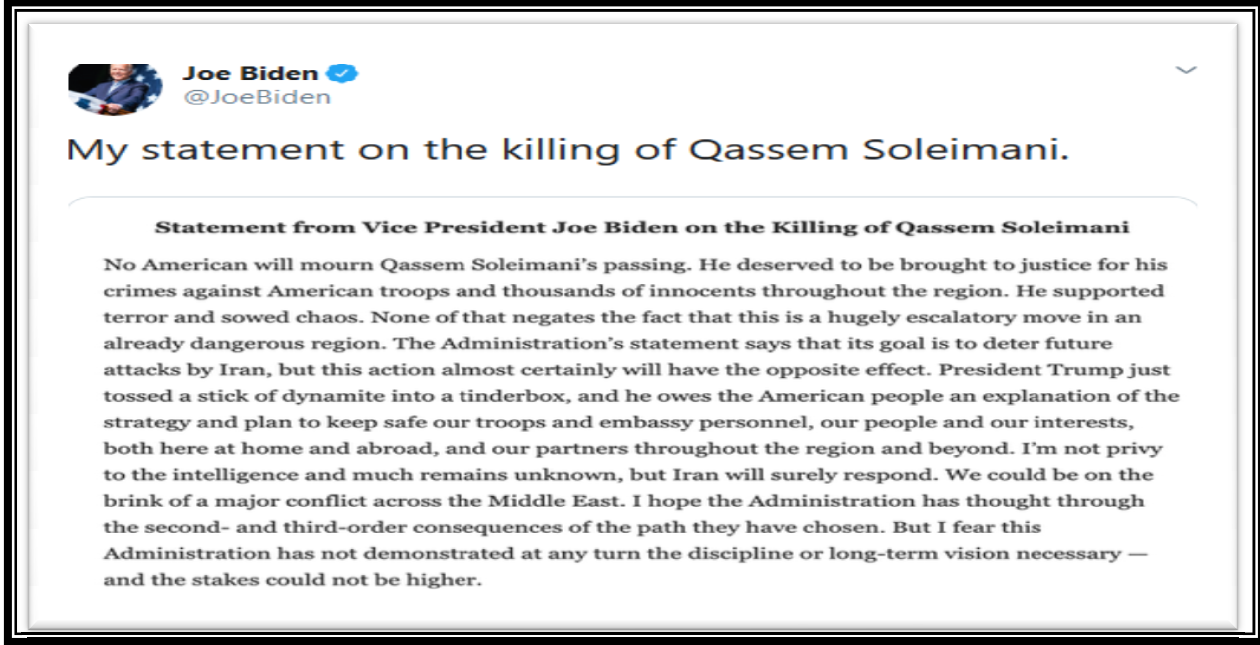 Joe Biden
@JoeBiden
My statement on the killing of Qassem Soleimani.
Statement from Vice President Joe Biden on the Killing of Qassem Soleimani
No American will mourn Qassem Soleimani’s passing. He deserved to be brought to justice for his
crimes against American troops and thousands of innocents throughout the region. He supported
terror and sowed chaos. None of that negates the fact that this is a hugely escalatory move in an
already dangerous region. The Administration’s statement says that its goal is to deter future
attacks by Iran, but this action almost certainly will have the opposite effect. President Trump just
tossed a stick of dynamite into a tinderbox, and he owes the American people an explanation of the
strategy and plan to keep safe our troops and embassy personnel, our people and our interests,
both here at home and abroad, and our partners throughout the region and beyond. I’m not privy
to the intelligence and much remains unknown, but Iran will surely respond. We could be on the
brink of a major conflict across the Middle East. I hope the Administration has thought through
the second- and third-order consequences of the path they have chosen. But I fear this
Administration has not demonstrated at any turn the discipline or long-term vision necessary —
and the stakes could not be higher.